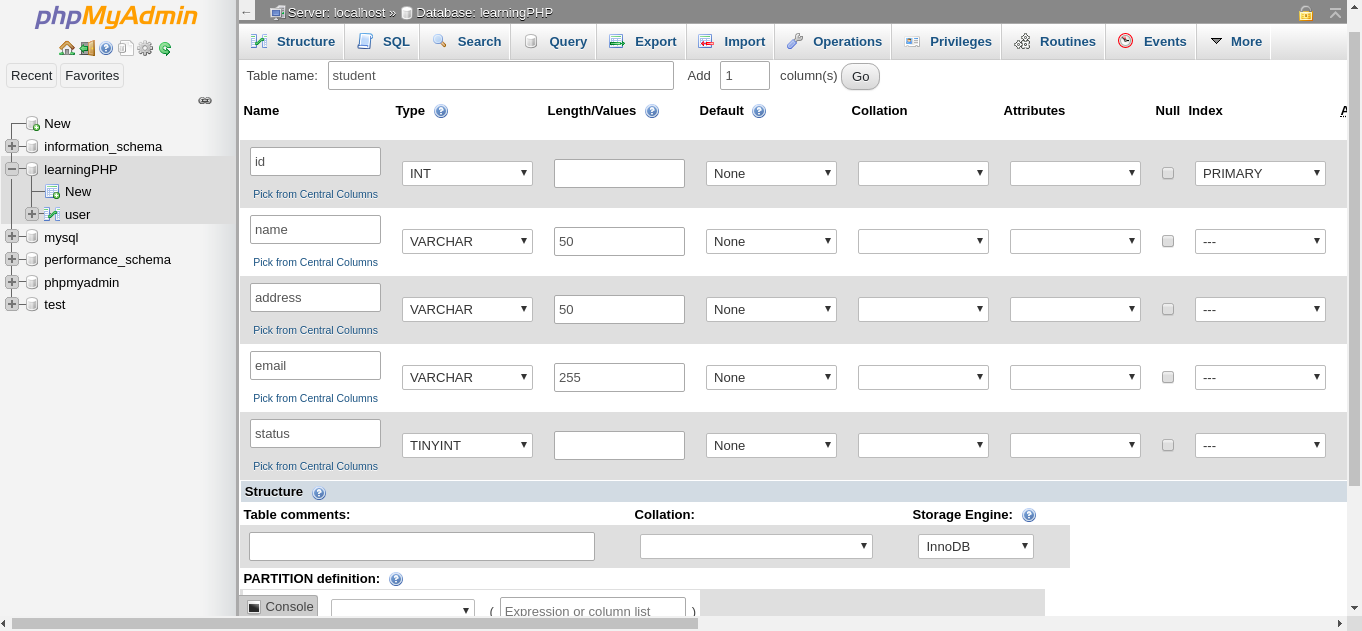 phpMyAdmin
Recent Favorites
New
information_schema
learningPHP
New
user
mysql
performance_schema
phpmyadmin
test
Server: localhost » Database: learningPHP
Structure SQL Search Query Export Import Operations Privileges Routines Events More
Table name: student Add 1 column(s) Go
Name Type Length/Values Default Collation Attributes Null Index A
id INT None PRIMARY
Pick from Central Columns
name VARCHAR 50 None ---
Pick from Central Columns
address VARCHAR 50 None ---
Pick from Central Columns
email VARCHAR 255 None ---
Pick from Central Columns
status TINYINT None ---
Pick from Central Columns
Structure
Table comments: Collation: Storage Engine:
InnoDB
PARTITION definition:
Console ( Expression or column list )